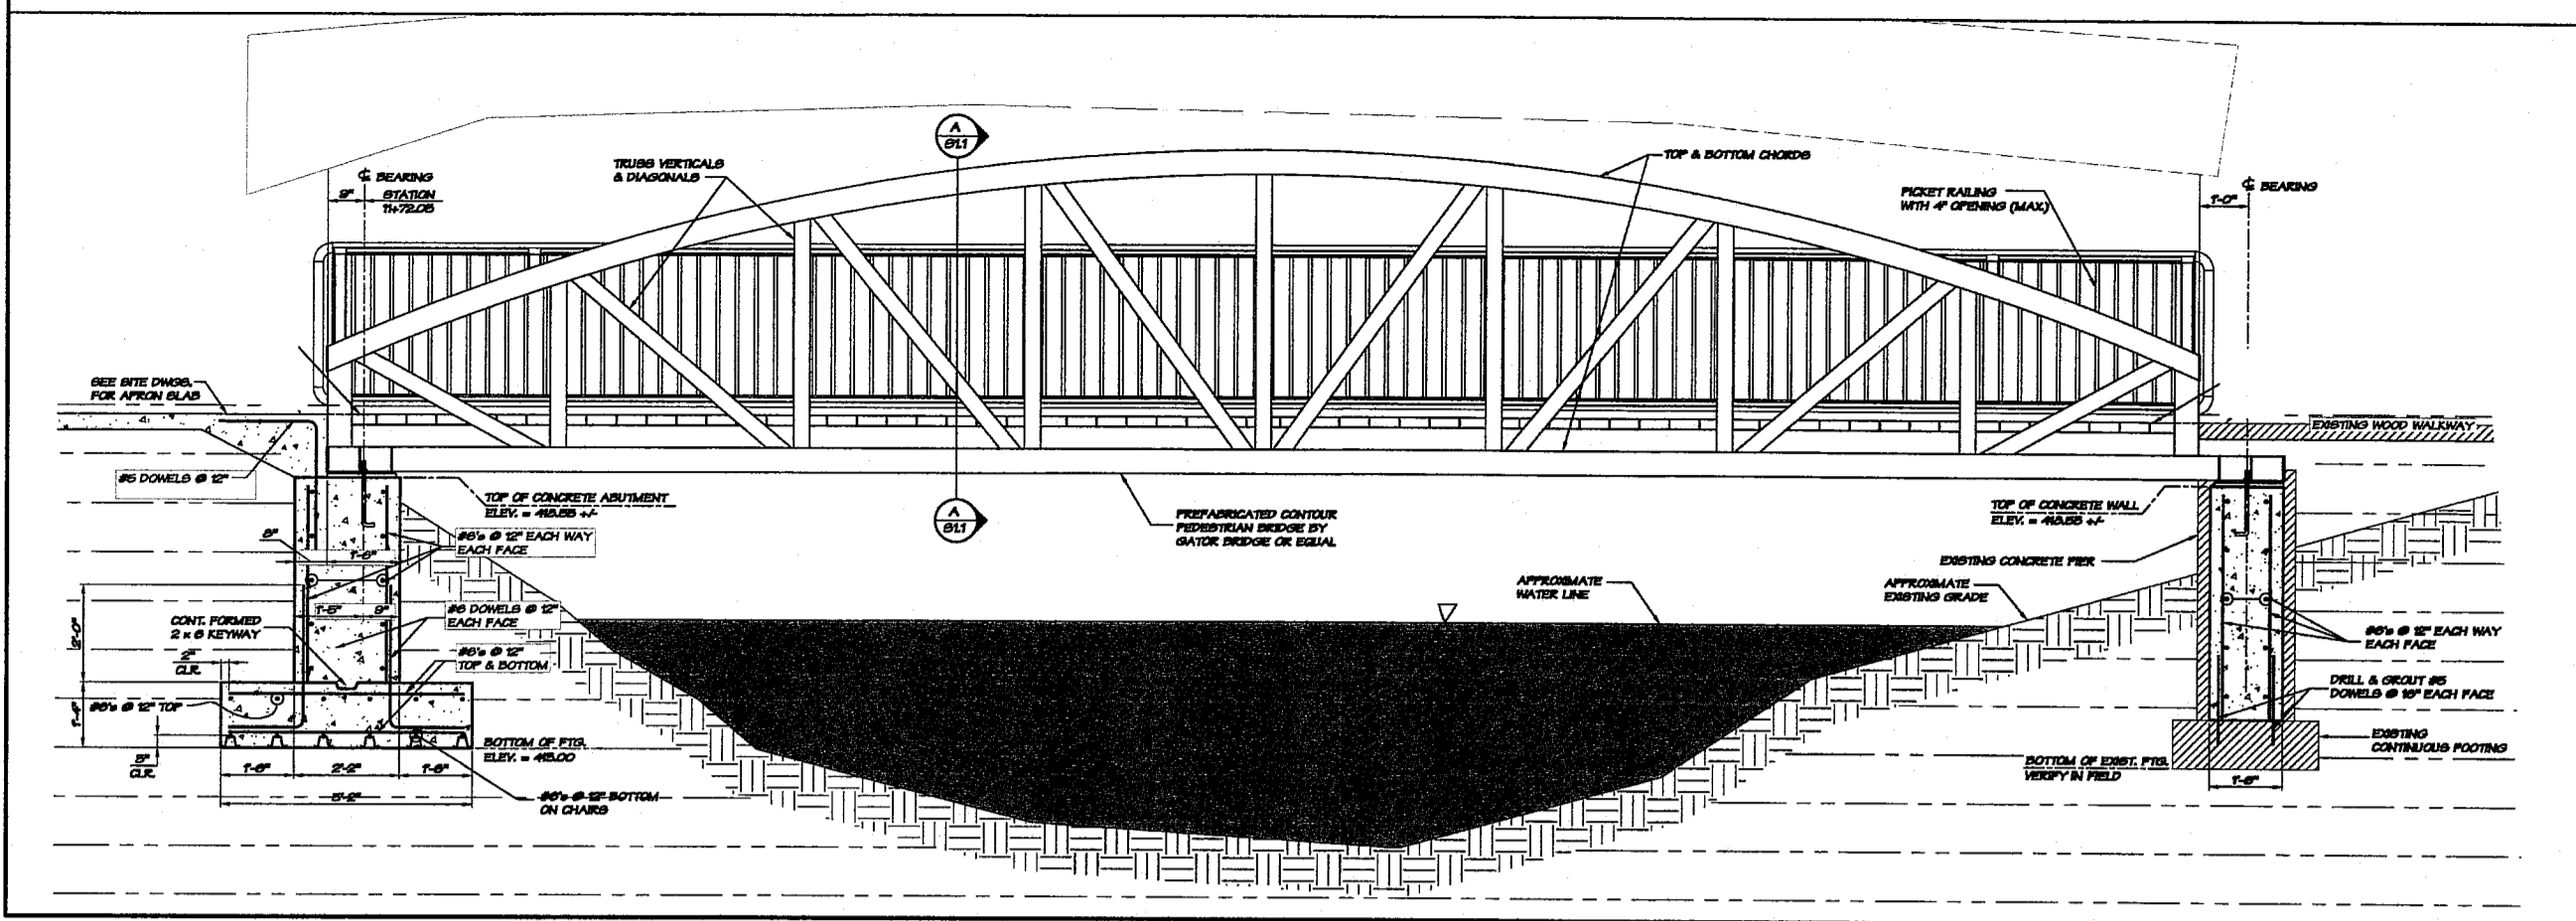 A
S1.1
TRUSS VERTICALS
& DIAGONALS
TOP & BOTTOM CHORDS
℄ BEARING
9"
STATION
11+72.05
PICKET RAILING
WITH 4" OPENING (MAX.)
℄ BEARING
1'-0"
SEE SITE DWGS.
FOR APRON SLAB
EXISTING WOOD WALKWAY
#5 DOWELS @ 12"
TOP OF CONCRETE ABUTMENT
ELEV. =
+/-
A
S1.1
PREFABRICATED CONTOUR
PEDESTRIAN BRIDGE BY
GATOR BRIDGE OR EQUAL
TOP OF CONCRETE WALL
ELEV. =
+/-
#6's @ 12" EACH WAY
EACH FACE
8"
EXISTING CONCRETE PIER
APPROXIMATE
WATER LINE
APPROXIMATE
EXISTING GRADE
1'-5" 9"
#6 DOWELS @ 12"
EACH FACE
2'-0"
CONT. FORMED
2 x 6 KEYWAY
#6's @ 12" EACH WAY
EACH FACE
2"
CLR.
#6's @ 12"
TOP & BOTTOM
DRILL & GROUT #5
DOWELS @ 18" EACH FACE
1'-4"
#6's @ 12" TOP
EXISTING
CONTINUOUS FOOTING
BOTTOM OF FTG.
ELEV. =
BOTTOM OF EXIST. FTG.
VERIFY IN FIELD
3"
CLR.
1'-6" 2'-2" 1'-6"
1'-6"
5'-2"
#6's @ 12" BOTTOM
ON CHAIRS